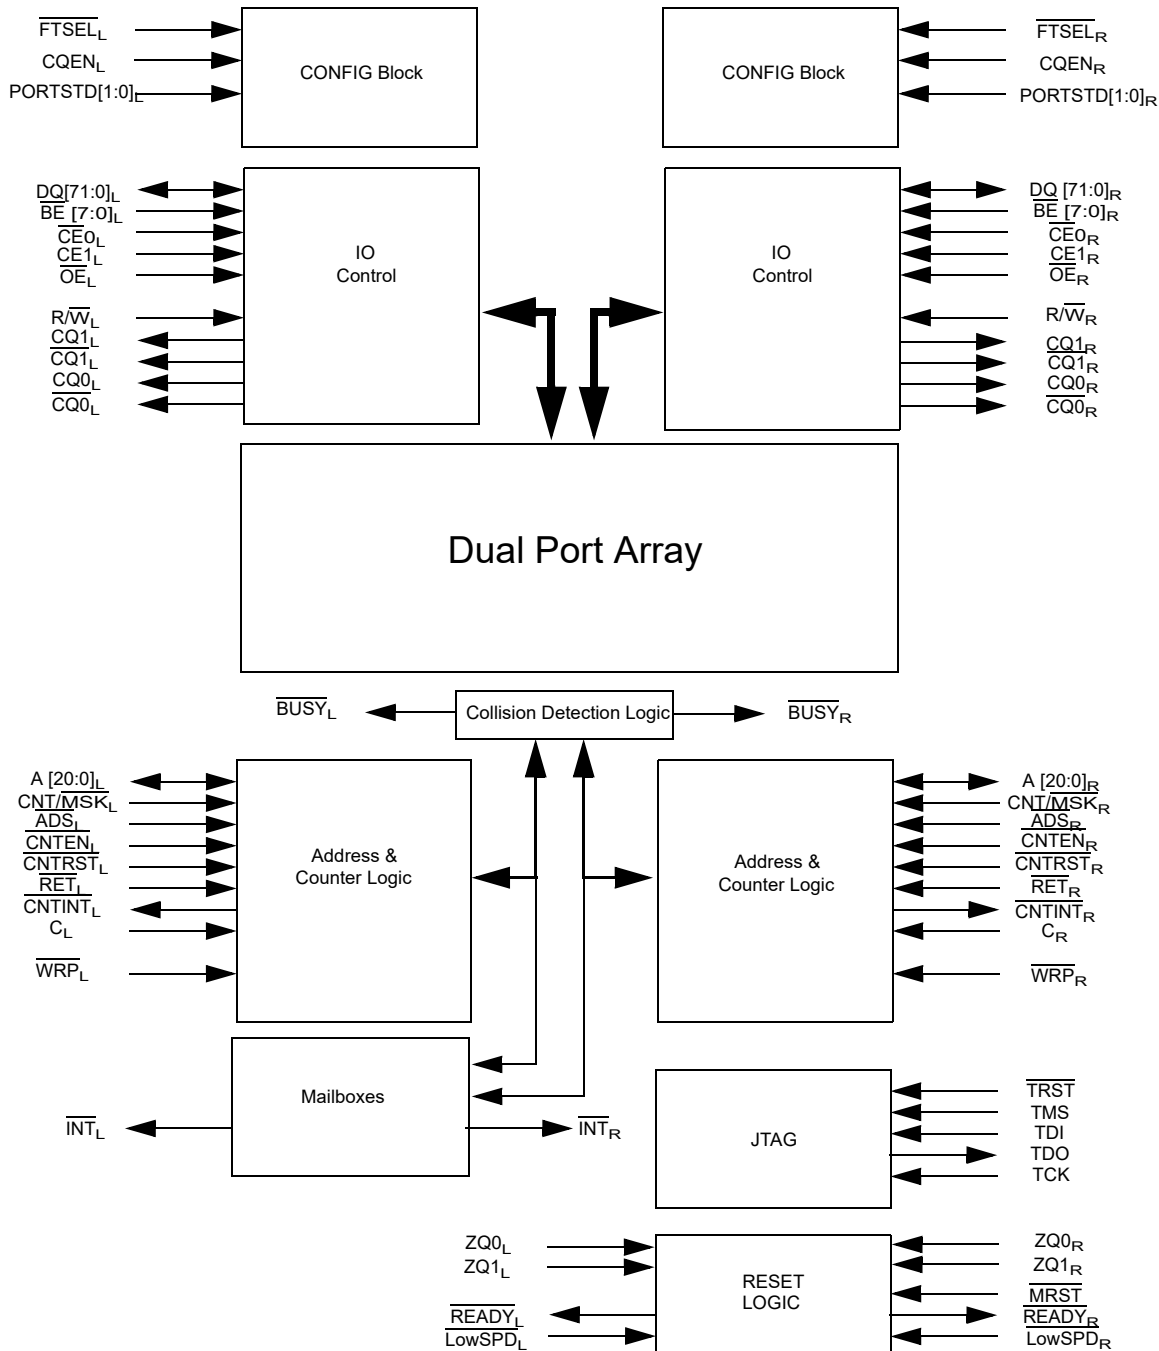 FTSEL_L
CQEN_L
PORTSTD[1:0]_L
CONFIG Block
CONFIG Block
FTSEL_R
CQEN_R
PORTSTD[1:0]_R
DQ[71:0]_L
BE [7:0]_L
CE0_L
CE1_L
OE_L
R/W_L
CQ1_L
CQ1_L
CQ0_L
CQ0_L
IO
Control
IO
Control
DQ [71:0]_R
BE [7:0]_R
CE0_R
CE1_R
OE_R
R/W_R
CQ1_R
CQ1_R
CQ0_R
CQ0_R
Dual Port Array
BUSY_L
Collision Detection Logic
BUSY_R
A [20:0]_L
CNT/MSK_L
ADS_L
CNTEN_L
CNTRST_L
RET_L
CNTINT_L
C_L
WRP_L
Address &
Counter Logic
Address &
Counter Logic
A [20:0]_R
CNT/MSK_R
ADS_R
CNTEN_R
CNTRST_R
RET_R
CNTINT_R
C_R
WRP_R
INT_L
Mailboxes
INT_R
JTAG
TRST
TMS
TDI
TDO
TCK
ZQ0_L
ZQ1_L
READY_L
LowSPD_L
RESET
LOGIC
ZQ0_R
ZQ1_R
MRST
READY_R
LowSPD_R